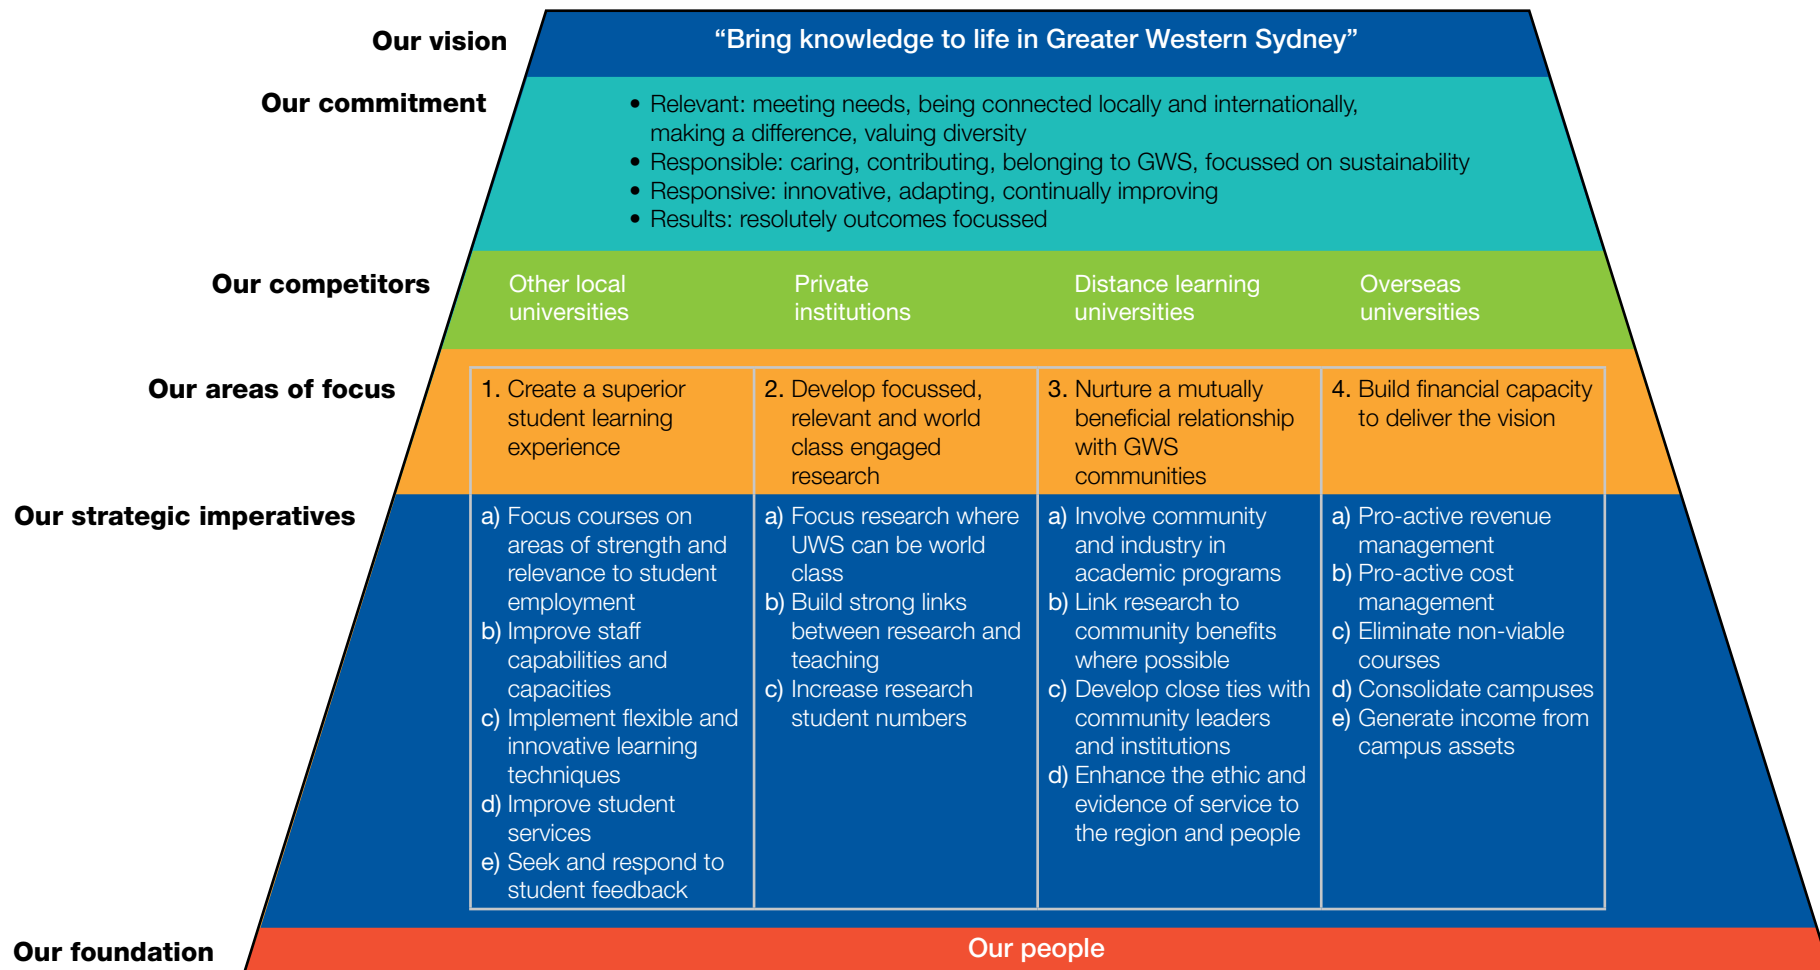 Our vision
“Bring knowledge to life in Greater Western Sydney”
Our commitment
• Relevant: meeting needs, being connected locally and internationally,
making a difference, valuing diversity
• Responsible: caring, contributing, belonging to GWS, focussed on sustainability
• Responsive: innovative, adapting, continually improving
• Results: resolutely outcomes focussed
Our competitors
Other local
universities
Private
institutions
Distance learning
universities
Overseas
universities
Our areas of focus
1. Create a superior
student learning
experience
2. Develop focussed,
relevant and world
class engaged
research
3. Nurture a mutually
beneficial relationship
with GWS
communities
4. Build financial capacity
to deliver the vision
Our strategic imperatives
a) Focus courses on
areas of strength and
relevance to student
employment
b) Improve staff
capabilities and
capacities
c) Implement flexible and
innovative learning
techniques
d) Improve student
services
e) Seek and respond to
student feedback
a) Focus research where
UWS can be world
class
b) Build strong links
between research and
teaching
c) Increase research
student numbers
a) Involve community
and industry in
academic programs
b) Link research to
community benefits
where possible
c) Develop close ties with
community leaders
and institutions
d) Enhance the ethic and
evidence of service to
the region and people
a) Pro-active revenue
management
b) Pro-active cost
management
c) Eliminate non-viable
courses
d) Consolidate campuses
e) Generate income from
campus assets
Our foundation
Our people